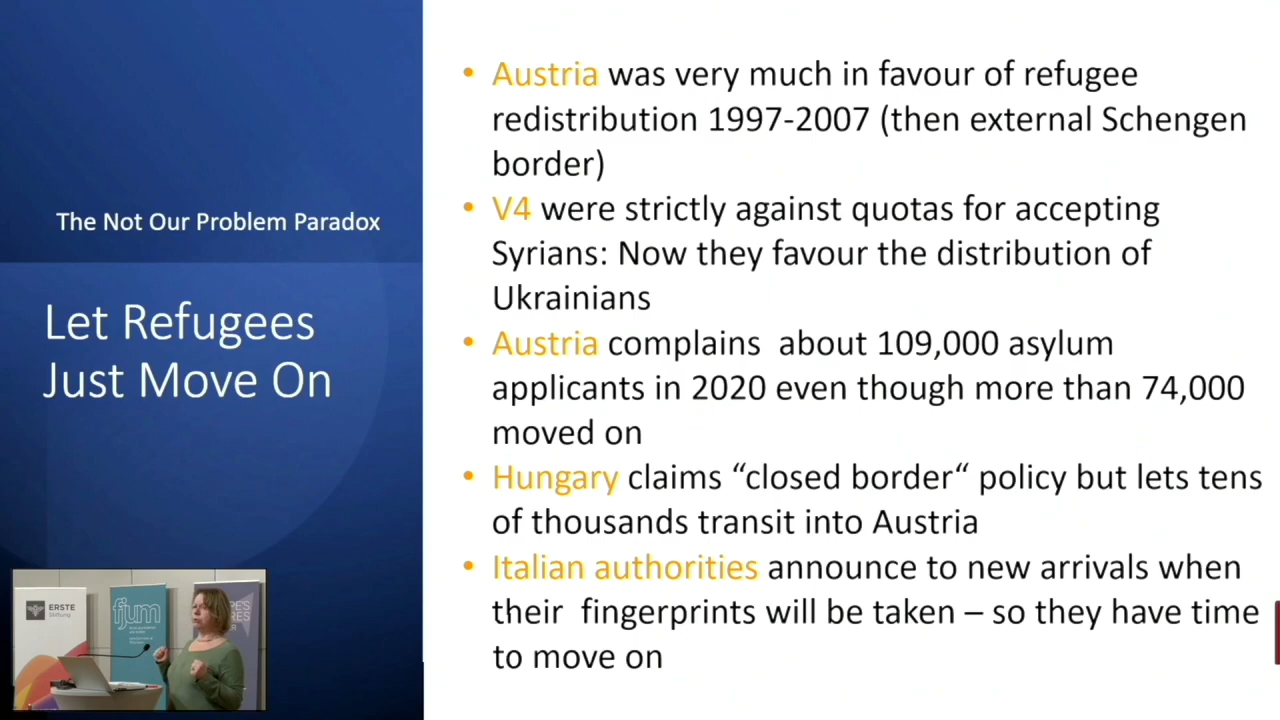 The Not Our Problem Paradox
Let Refugees
Just Move On
• Austria was very much in favour of refugee
redistribution 1997-2007 (then external Schengen
border)
• V4 were strictly against quotas for accepting
Syrians: Now they favour the distribution of
Ukrainians
• Austria complains  about 109,000 asylum
applicants in 2020 even though more than 74,000
moved on
• Hungary claims “closed border“ policy but lets tens
of thousands transit into Austria
• Italian authorities announce to new arrivals when
their  fingerprints will be taken – so they have time
to move on
ERSTE
Stiftung
fjum